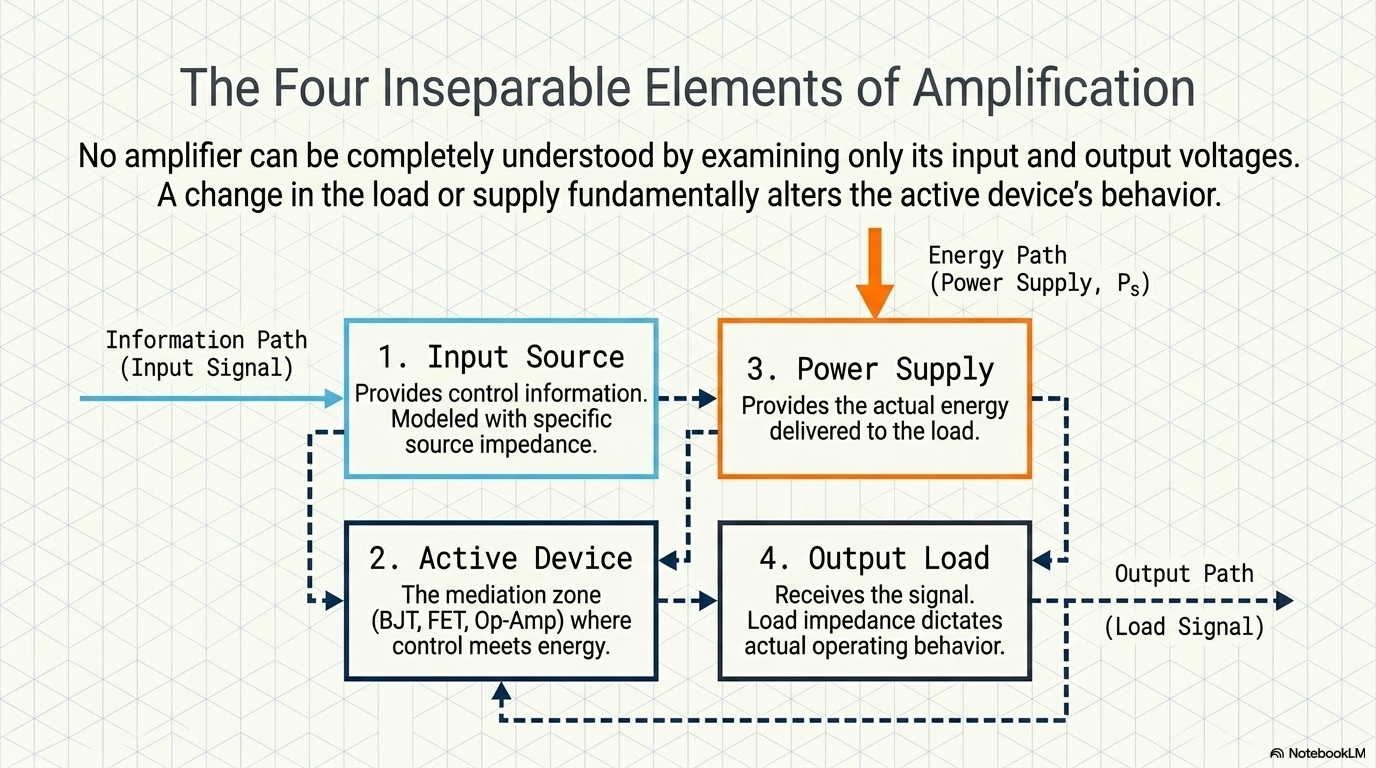 The Four Inseparable Elements of Amplification
No amplifier can be completely understood by examining only its input and output voltages.
A change in the load or supply fundamentally alters the active device's behavior.
Energy Path
(Power Supply, Pₛ)
Information Path
(Input Signal)
1. Input Source
Provides control information.
Modeled with specific
source impedance.
3. Power Supply
Provides the actual energy
delivered to the load.
2. Active Device
The mediation zone
(BJT, FET, Op-Amp) where
control meets energy.
4. Output Load
Receives the signal.
Load impedance dictates
actual operating behavior.
Output Path
(Load Signal)
NotebookLM